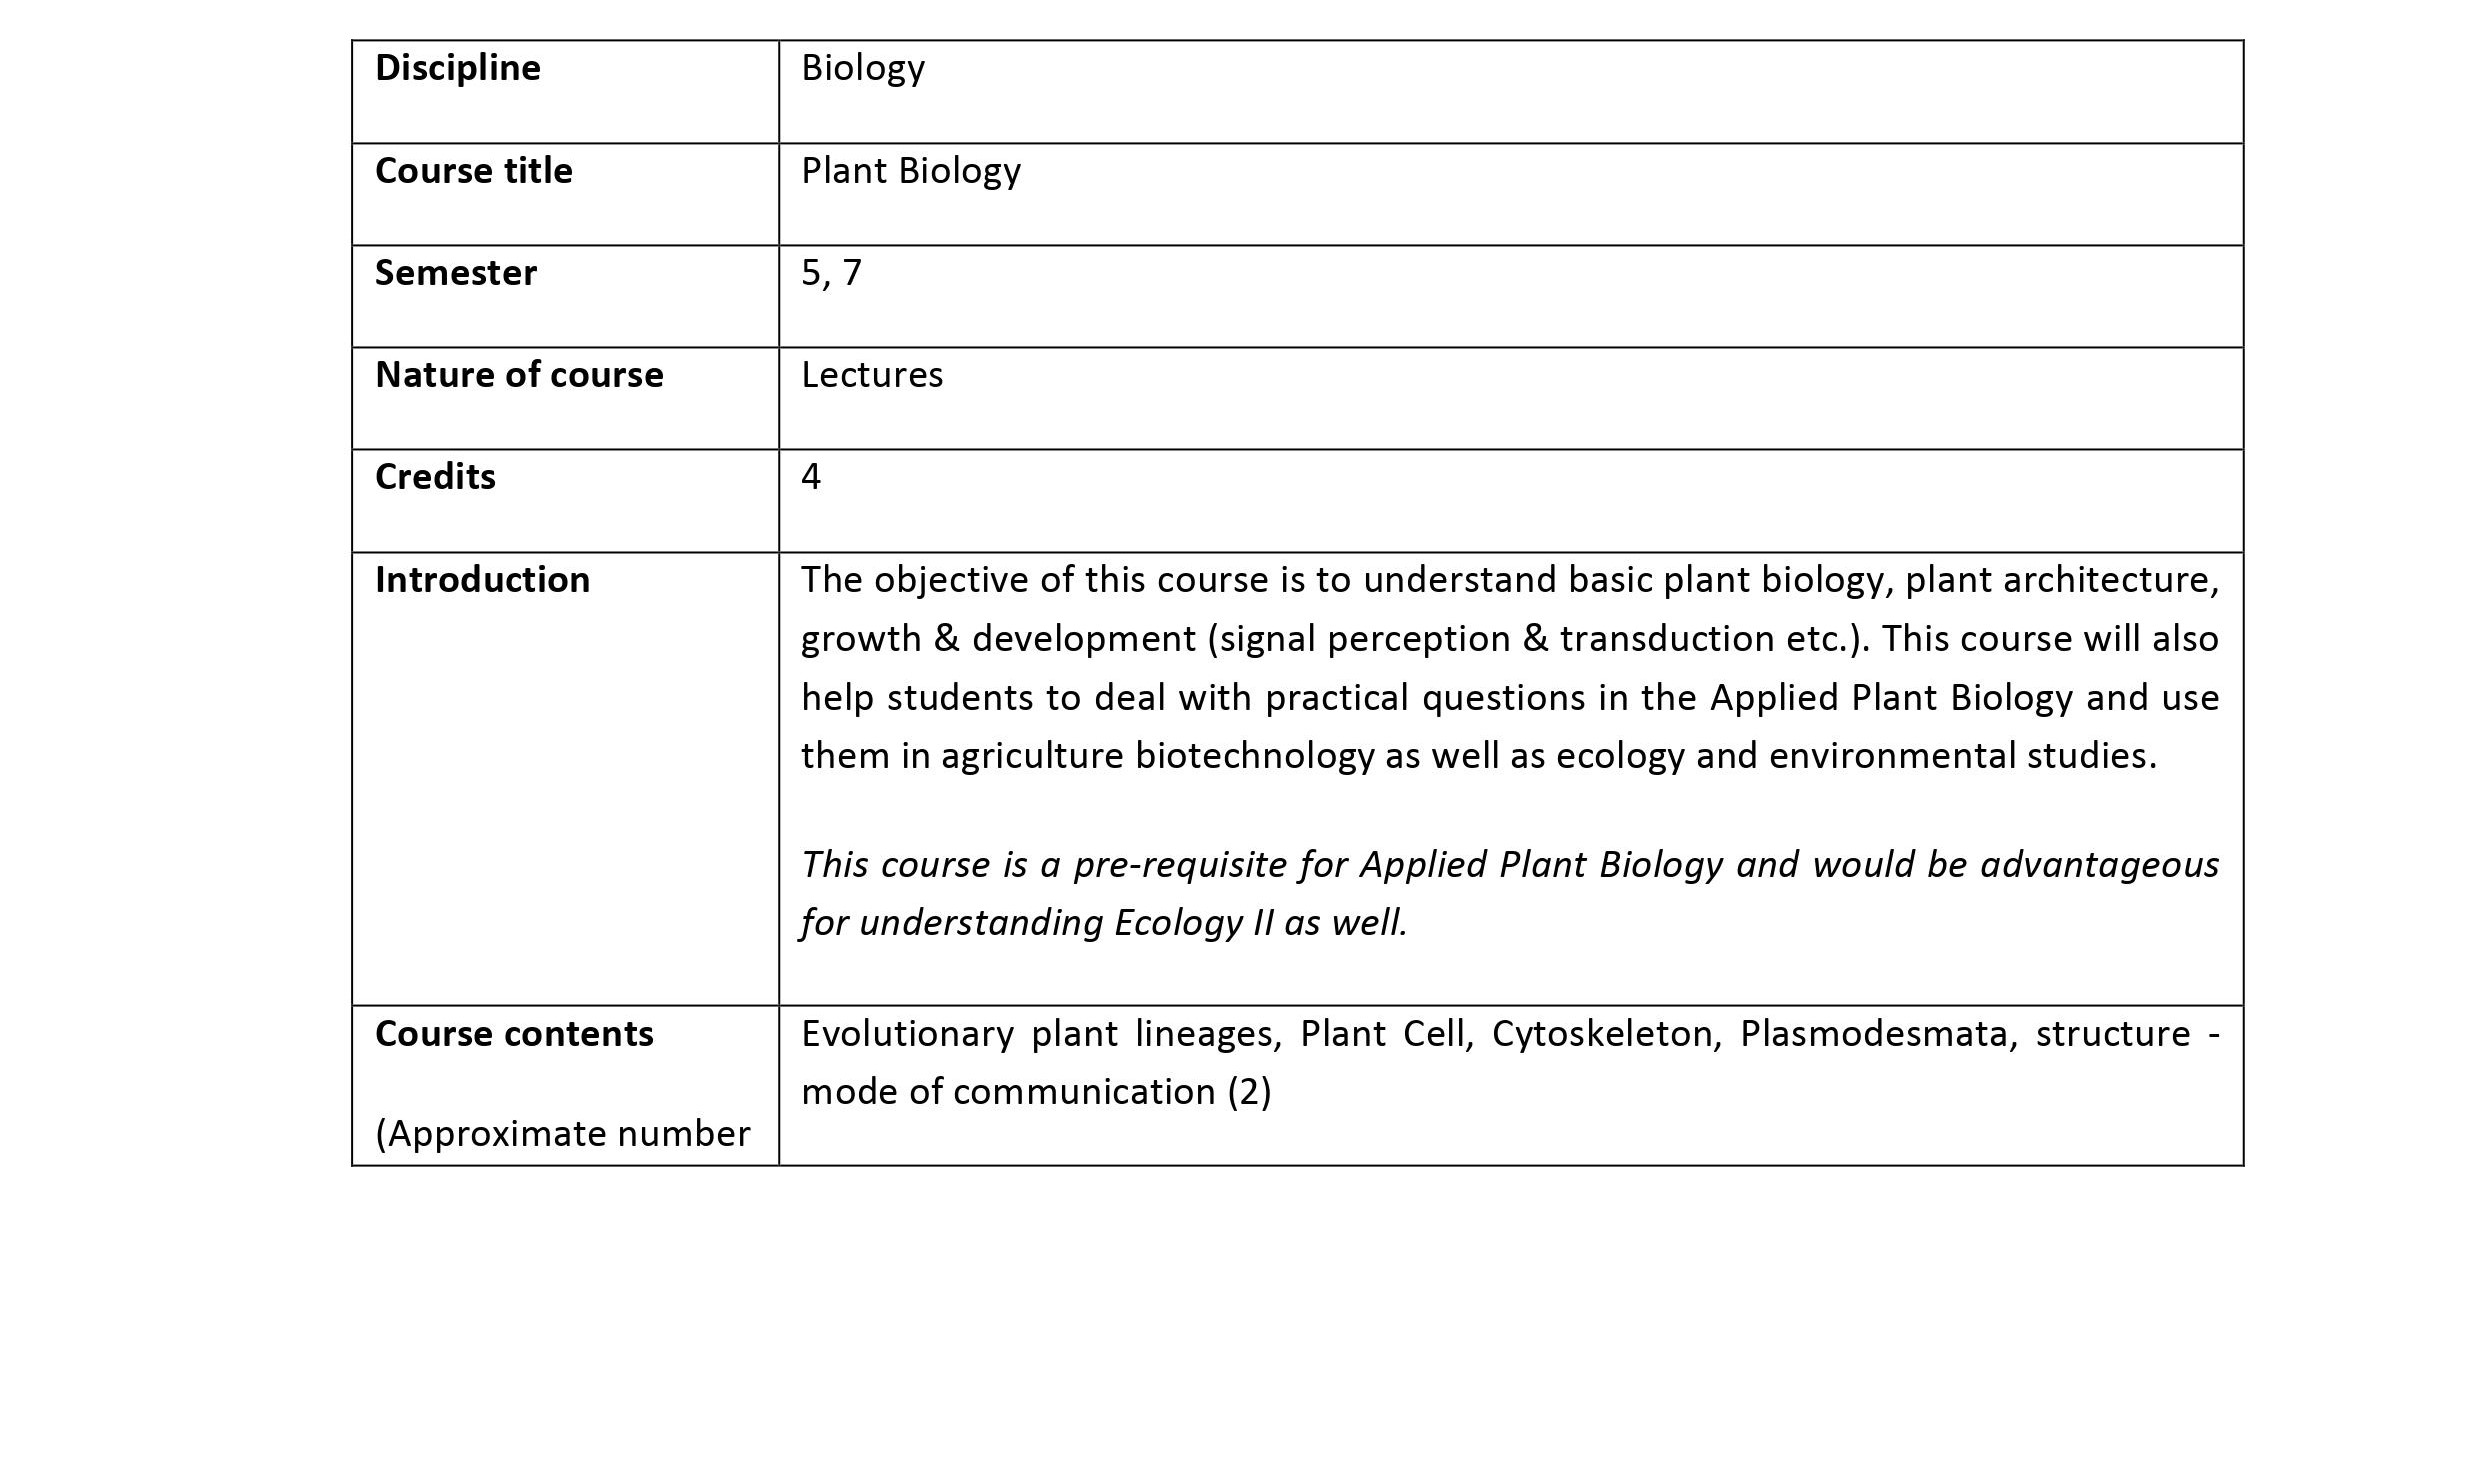 Discipline
Biology
Course title
Plant Biology
Semester
5, 7
Nature of course
Lectures
Credits
4
Introduction
The objective of this course is to understand basic plant biology, plant architecture,
growth & development (signal perception & transduction etc.). This course will also
help students to deal with practical questions in the Applied Plant Biology and use
them in agriculture biotechnology as well as ecology and environmental studies.
This course is a pre-requisite for Applied Plant Biology and would be advantageous
for understanding Ecology II as well.
Course contents
(Approximate number
Evolutionary plant lineages, Plant Cell, Cytoskeleton, Plasmodesmata, structure -
mode of communication (2)